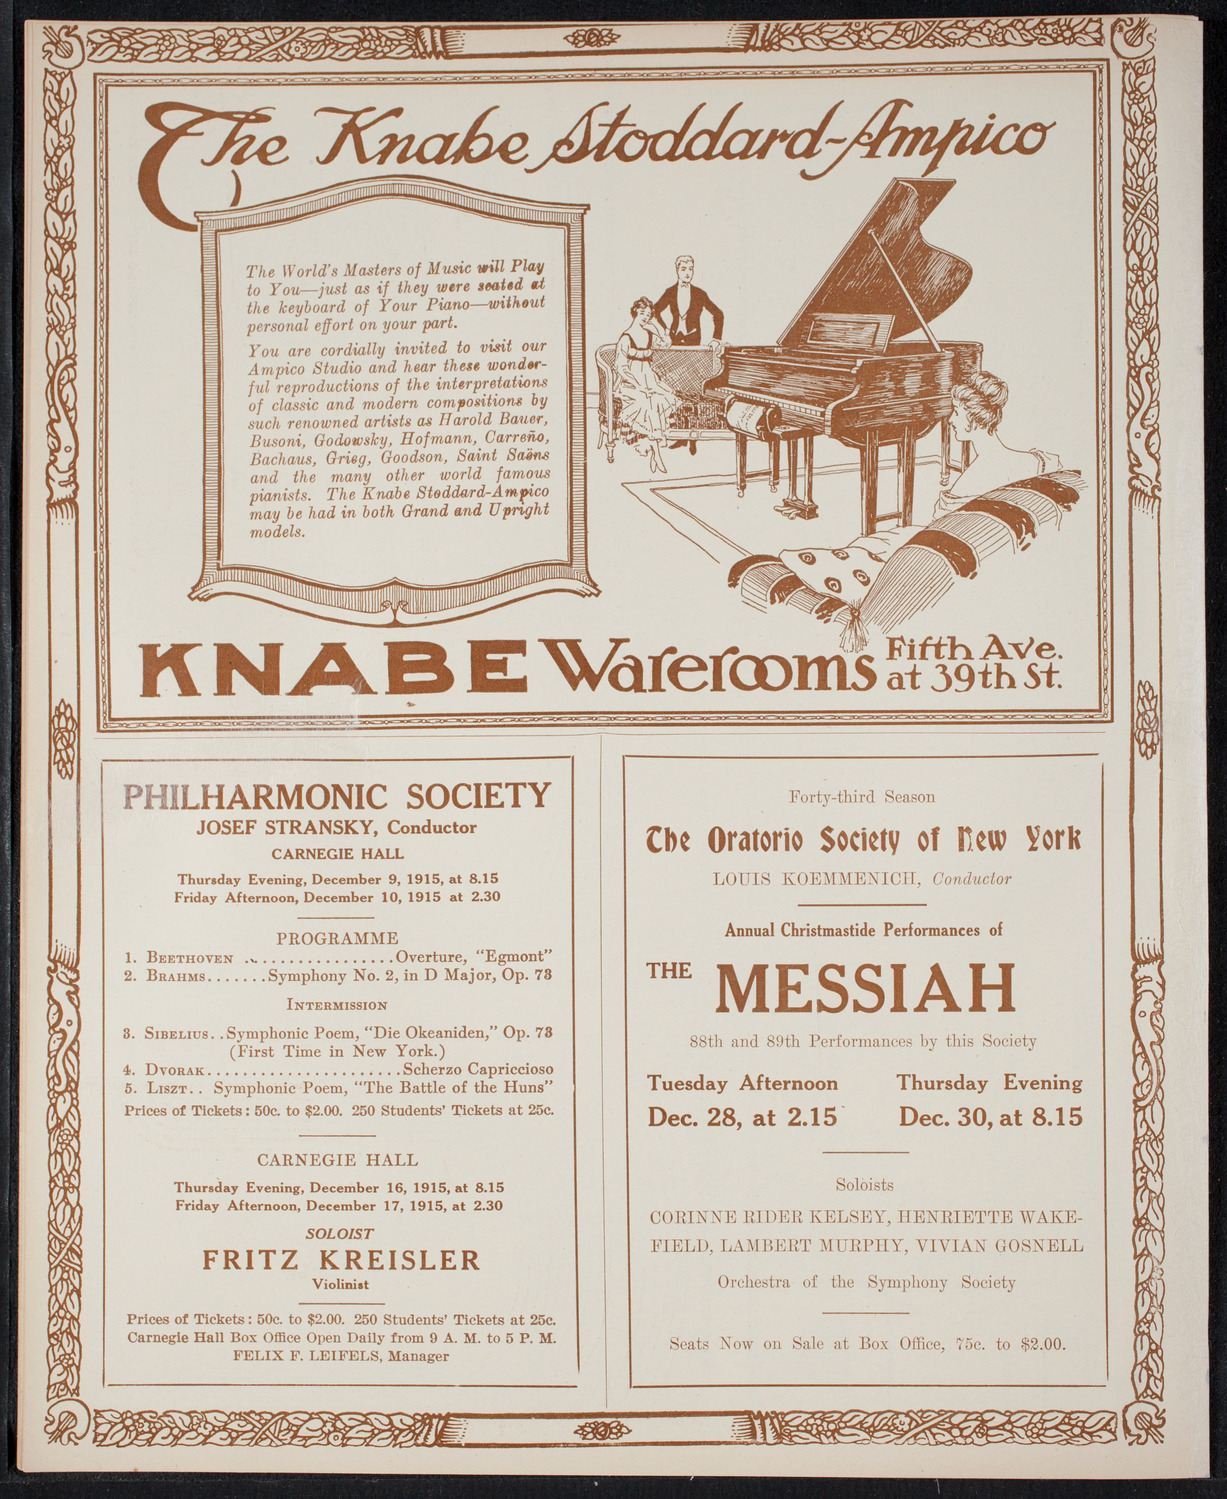 The Knabe Stoddard-Ampico
The World's Masters of Music will Play
to You—just as if they were seated at
the keyboard of Your Piano—without
personal effort on your part.
You are cordially invited to visit our
Ampico Studio and hear these wonder-
ful reproductions of the interpretations
of classic and modern compositions by
such renowned artists as Harold Bauer,
Busoni, Godowsky, Hofmann, Carreño,
Bachaus, Grieg, Goodson, Saint Saëns
and the many other world famous
pianists. The Knabe Stoddard-Ampico
may be had in both Grand and Upright
models.
KNABE Warerooms Fifth Ave.
at 39th St.
PHILHARMONIC SOCIETY
JOSEF STRANSKY, Conductor
CARNEGIE HALL
Thursday Evening, December 9, 1915, at 8.15
Friday Afternoon, December 10, 1915 at 2.30
PROGRAMME
1. BEETHOVEN ................Overture, "Egmont"
2. BRAHMS.......Symphony No. 2, in D Major, Op. 73
INTERMISSION
3. SIBELIUS..Symphonic Poem, "Die Okeaniden," Op. 73
(First Time in New York.)
4. DVORAK.....................Scherzo Capriccioso
5. LISZT.. Symphonic Poem, "The Battle of the Huns"
Prices of Tickets: 50c. to $2.00. 250 Students' Tickets at 25c.
CARNEGIE HALL
Thursday Evening, December 16, 1915, at 8.15
Friday Afternoon, December 17, 1915, at 2.30
SOLOIST
FRITZ KREISLER
Violinist
Prices of Tickets: 50c. to $2.00. 250 Students' Tickets at 25c.
Carnegie Hall Box Office Open Daily from 9 A. M. to 5 P. M.
FELIX F. LEIFELS, Manager
Forty-third Season
The Oratorio Society of New York
LOUIS KOEMMENICH, Conductor
Annual Christmastide Performances of
THE MESSIAH
88th and 89th Performances by this Society
Tuesday Afternoon Thursday Evening
Dec. 28, at 2.15 Dec. 30, at 8.15
Soloists
CORINNE RIDER KELSEY, HENRIETTE WAKE-
FIELD, LAMBERT MURPHY, VIVIAN GOSNELL
Orchestra of the Symphony Society
Seats Now on Sale at Box Office, 75c. to $2.00.